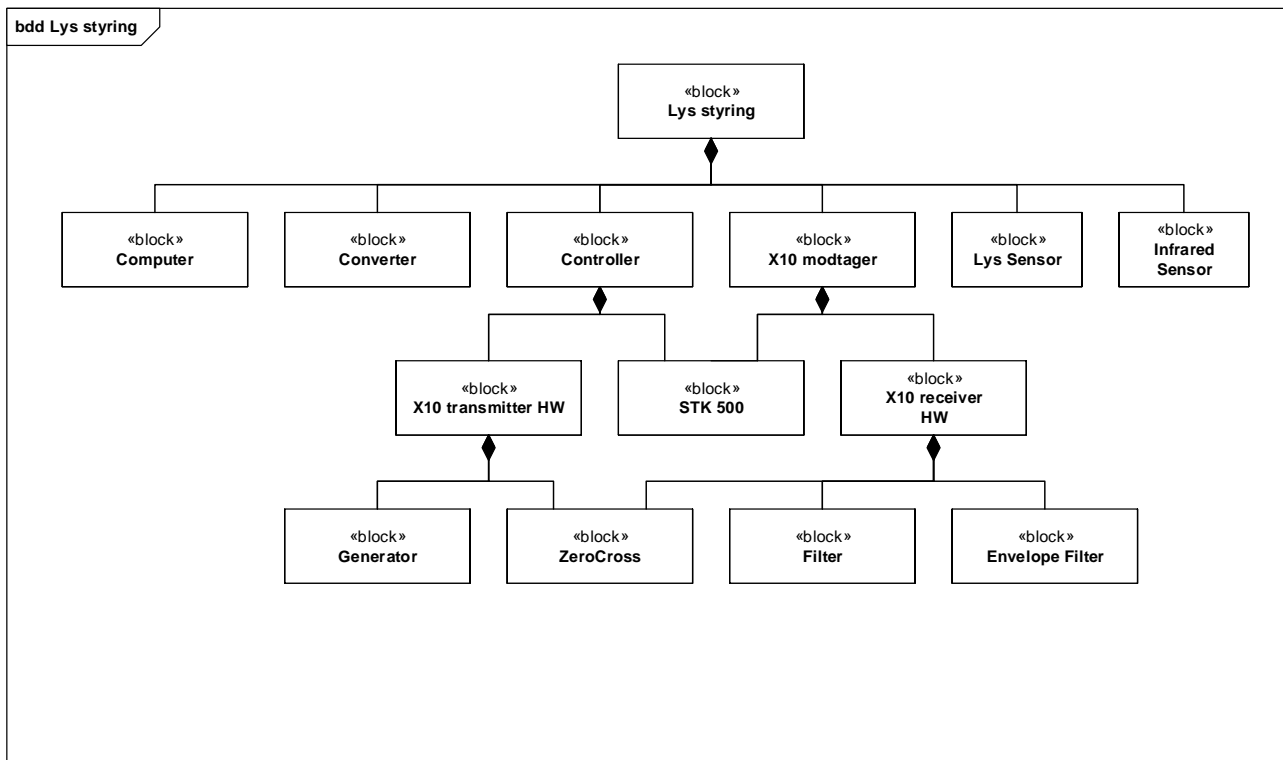 bdd Lys styring
«block»
Lys styring
«block»
Computer
«block»
Converter
«block»
Controller
«block»
X10 modtager
«block»
Lys Sensor
«block»
Infrared
Sensor
«block»
X10 transmitter HW
«block»
STK 500
«block»
X10 receiver
HW
«block»
Generator
«block»
ZeroCross
«block»
Filter
«block»
Envelope Filter